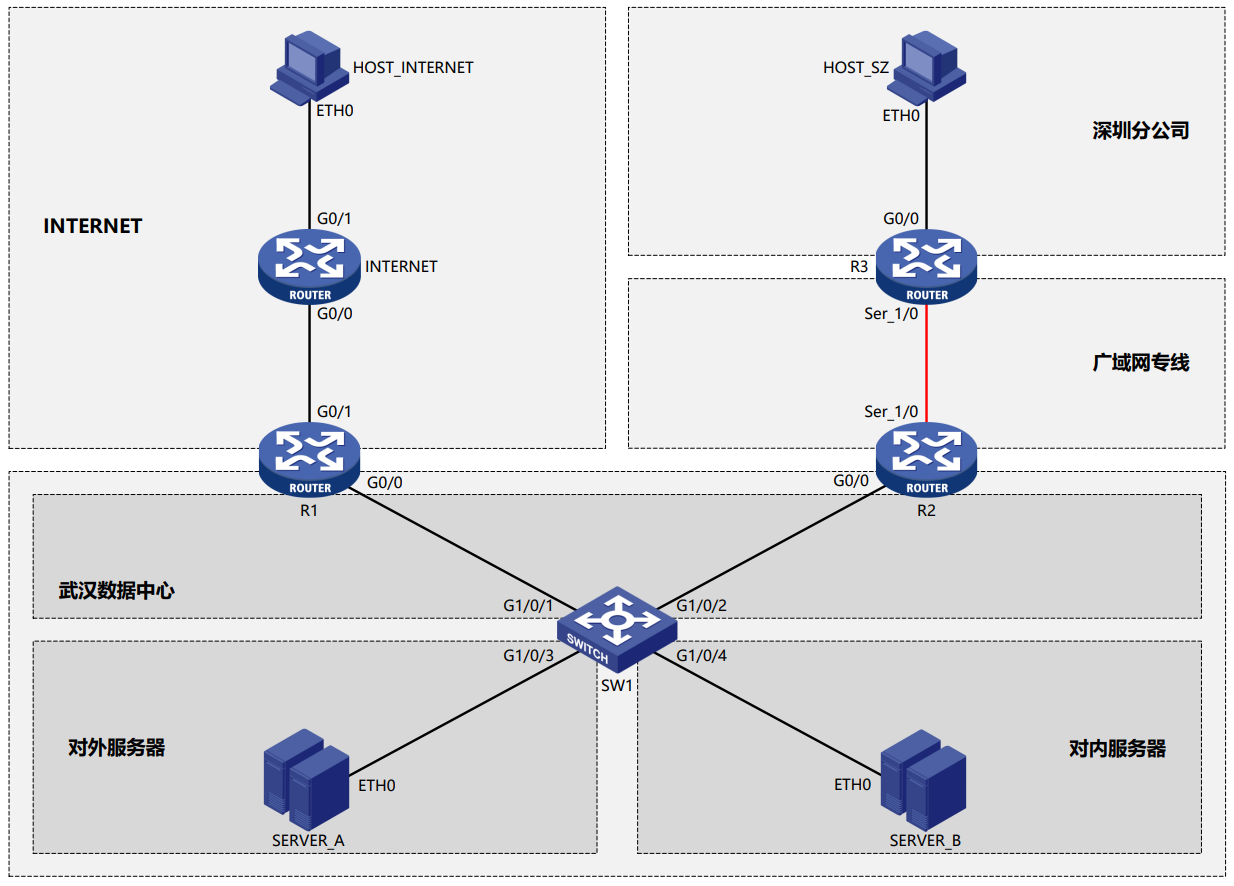 HOST_INTERNET
ETH0
INTERNET
G0/1
INTERNET
ROUTER
G0/0
G0/1
ROUTER
G0/0
R1
HOST_SZ
ETH0
深圳分公司
G0/0
R3
ROUTER
Ser_1/0
广域网专线
Ser_1/0
ROUTER
G0/0
R2
武汉数据中心
G1/0/1
G1/0/2
SWITCH
G1/0/3
G1/0/4
SW1
对外服务器
ETH0
SERVER_A
对内服务器
ETH0
SERVER_B